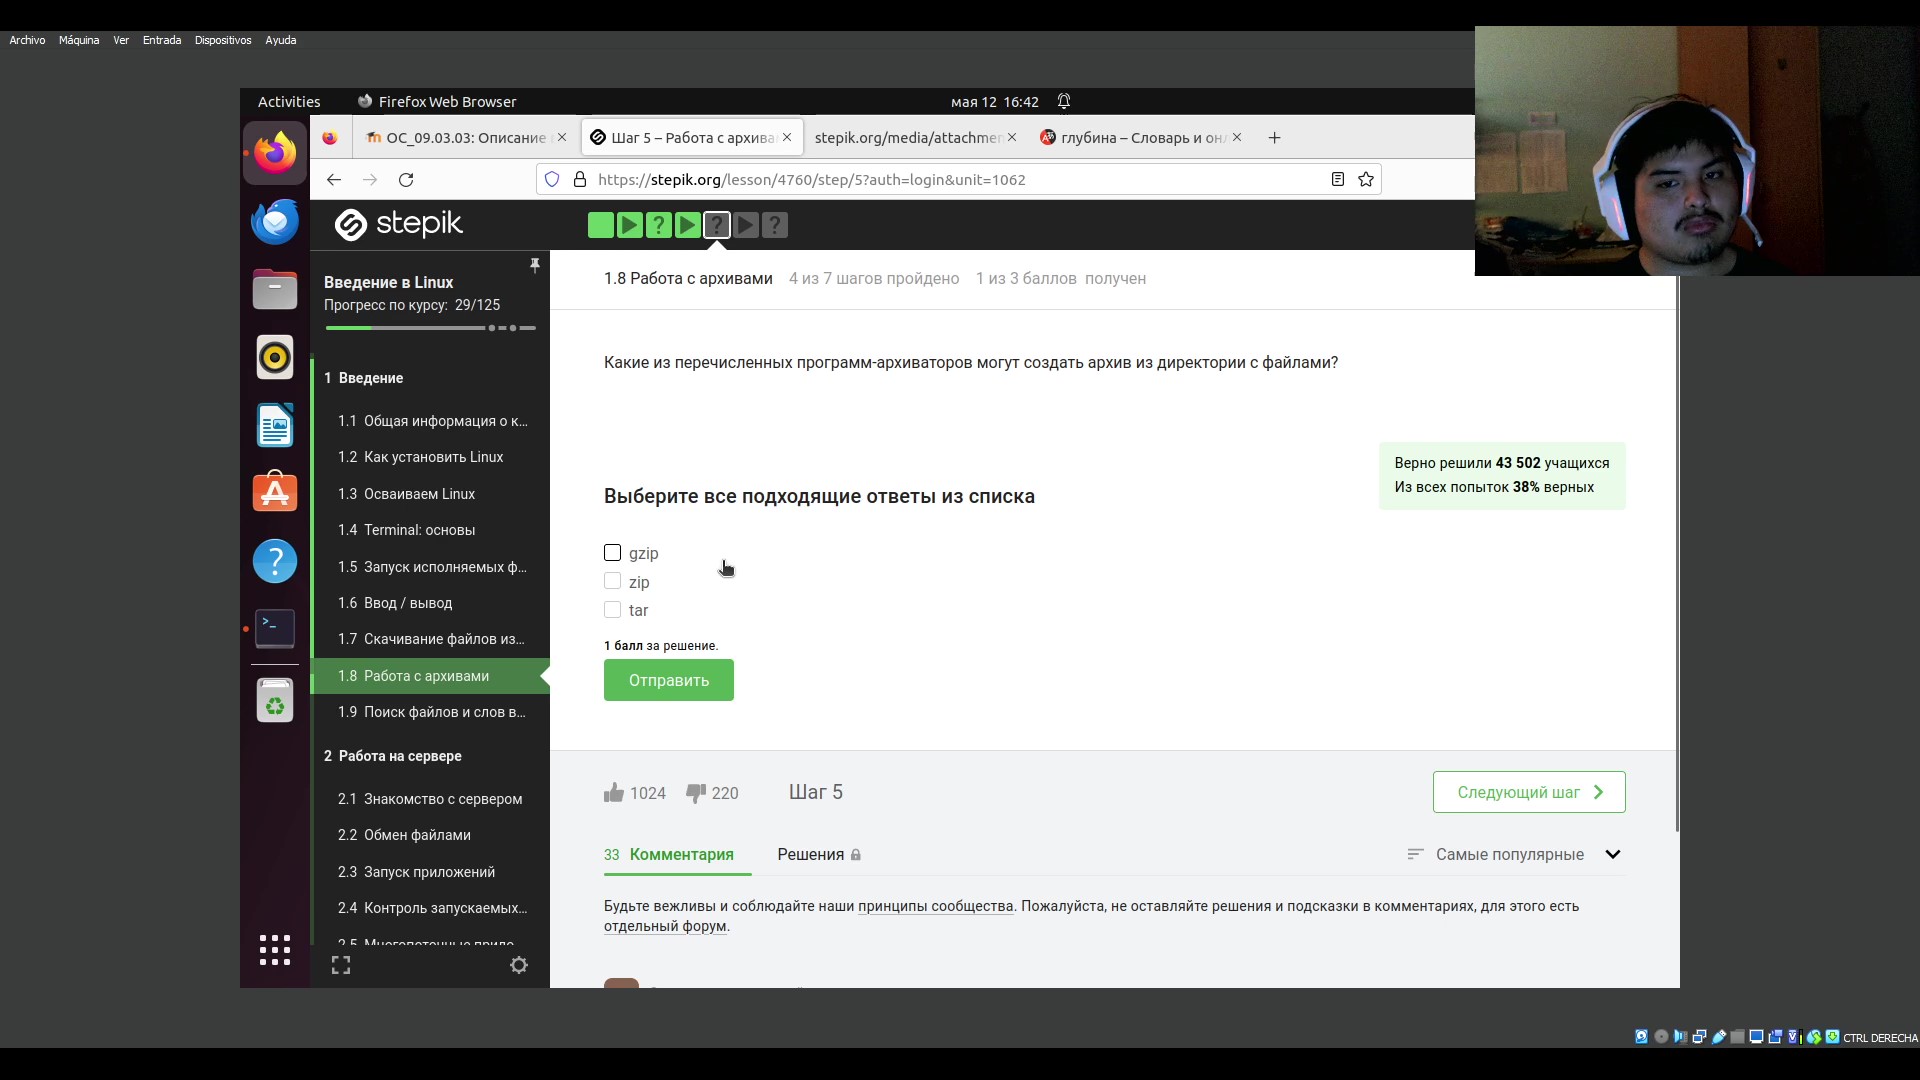 Archivo Máquina Ver Entrada Dispositivos Ayuda
Activities Firefox Web Browser мая 12 16:42
ОС_09.03.03: Описание Шаг 5 – Работа с архива stepik.org/media/attachmen глубина – Словарь и онл
https://stepik.org/lesson/4760/step/5?auth=login&unit=1062
stepik
Введение в Linux
Прогресс по курсу: 29/125
1 Введение
1.1 Общая информация о к...
1.2 Как установить Linux
1.3 Осваиваем Linux
1.4 Terminal: основы
1.5 Запуск исполняемых ф...
1.6 Ввод / вывод
1.7 Скачивание файлов из...
1.8 Работа с архивами
1.9 Поиск файлов и слов в...
2 Работа на сервере
2.1 Знакомство с сервером
2.2 Обмен файлами
2.3 Запуск приложений
2.4 Контроль запускаемых...
1.8 Работа с архивами 4 из 7 шагов пройдено 1 из 3 баллов получен
Какие из перечисленных программ-архиваторов могут создать архив из директории с файлами?
Верно решили 43 502 учащихся
Из всех попыток 38% верных
Выберите все подходящие ответы из списка
gzip
zip
tar
1 балл за решение.
Отправить
1024 220 Шаг 5 Следующий шаг
33 Комментария Решения Самые популярные
Будьте вежливы и соблюдайте наши принципы сообщества. Пожалуйста, не оставляйте решения и подсказки в комментариях, для этого есть
отдельный форум.
CTRL DERECHA